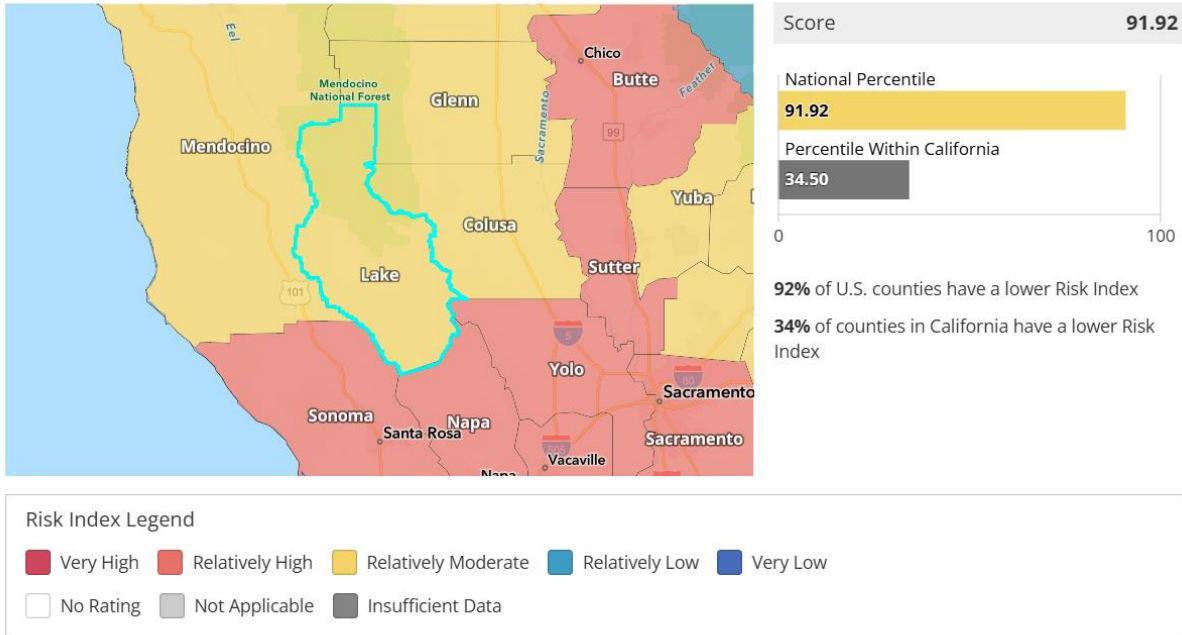 Eel
Chico
Butte
Feather
Mendocino
National Forest
Glenn
Sacramento
99
Mendocino
Yuba
Colusa
Lake
Sutter
101
5
Yolo
80
Sacramento
Sonoma
Napa
Santa Rosa
Sacramento
505
Vacaville
Napa
Score 91.92
National Percentile
91.92
Percentile Within California
34.50
0 100
92% of U.S. counties have a lower Risk Index
34% of counties in California have a lower Risk
Index
Risk Index Legend
Very High Relatively High Relatively Moderate Relatively Low Very Low
No Rating Not Applicable Insufficient Data